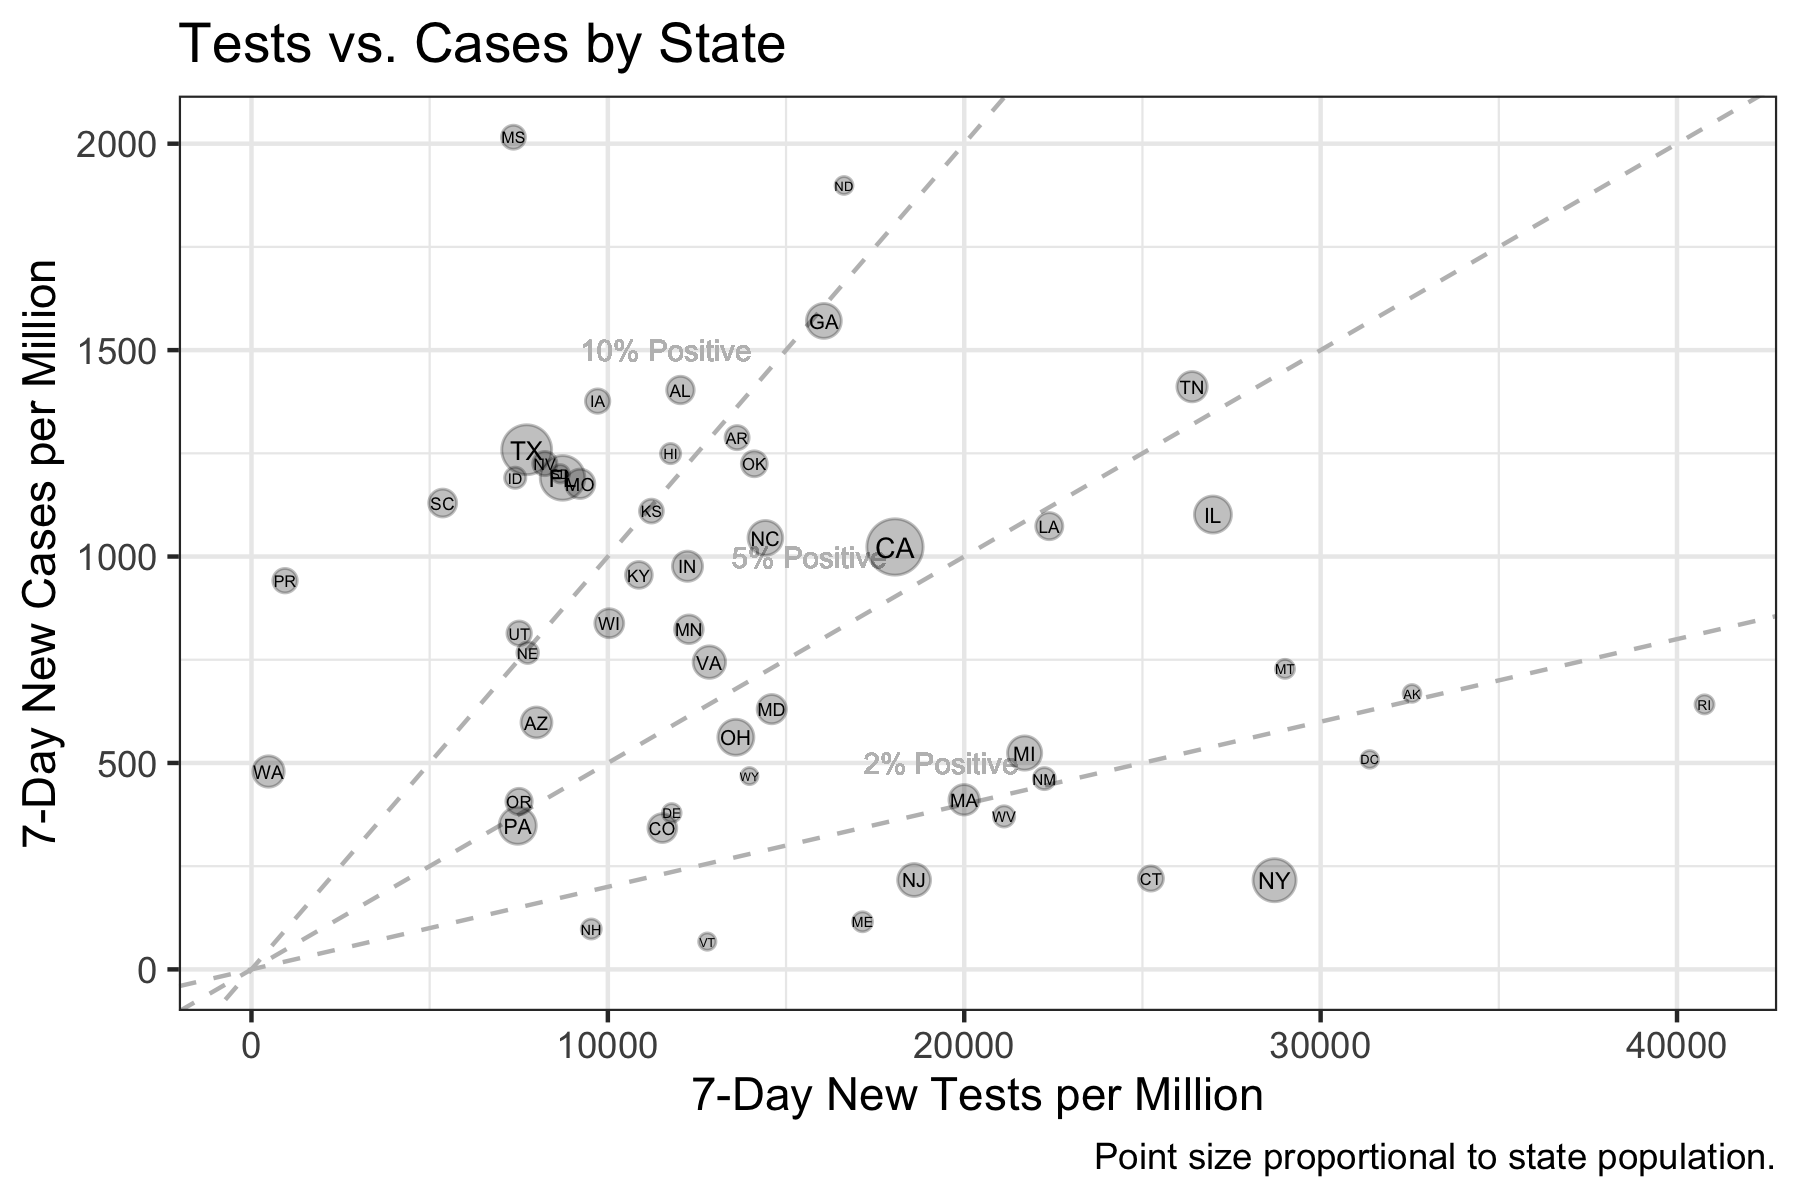 Tests vs. Cases by State
7-Day New Cases per Million
2000
1500
1000
500
0
MS
ND
GA
10% Positive
TN
AL
IA
AR
TX
HI
NV
OK
SD
ID
FL
MO
SC
KS
IL
LA
NC
CA
5% Positive
IN
KY
PR
WI
MN
UT
NE
VA
MT
AK
MD
RI
AZ
OH
MI
DC
2% Positive
WA
WY
NM
OR
MA
DE
WV
PA
CO
NJ
CT
NY
ME
NH
VT
0 10000 20000 30000 40000
7-Day New Tests per Million
Point size proportional to state population.